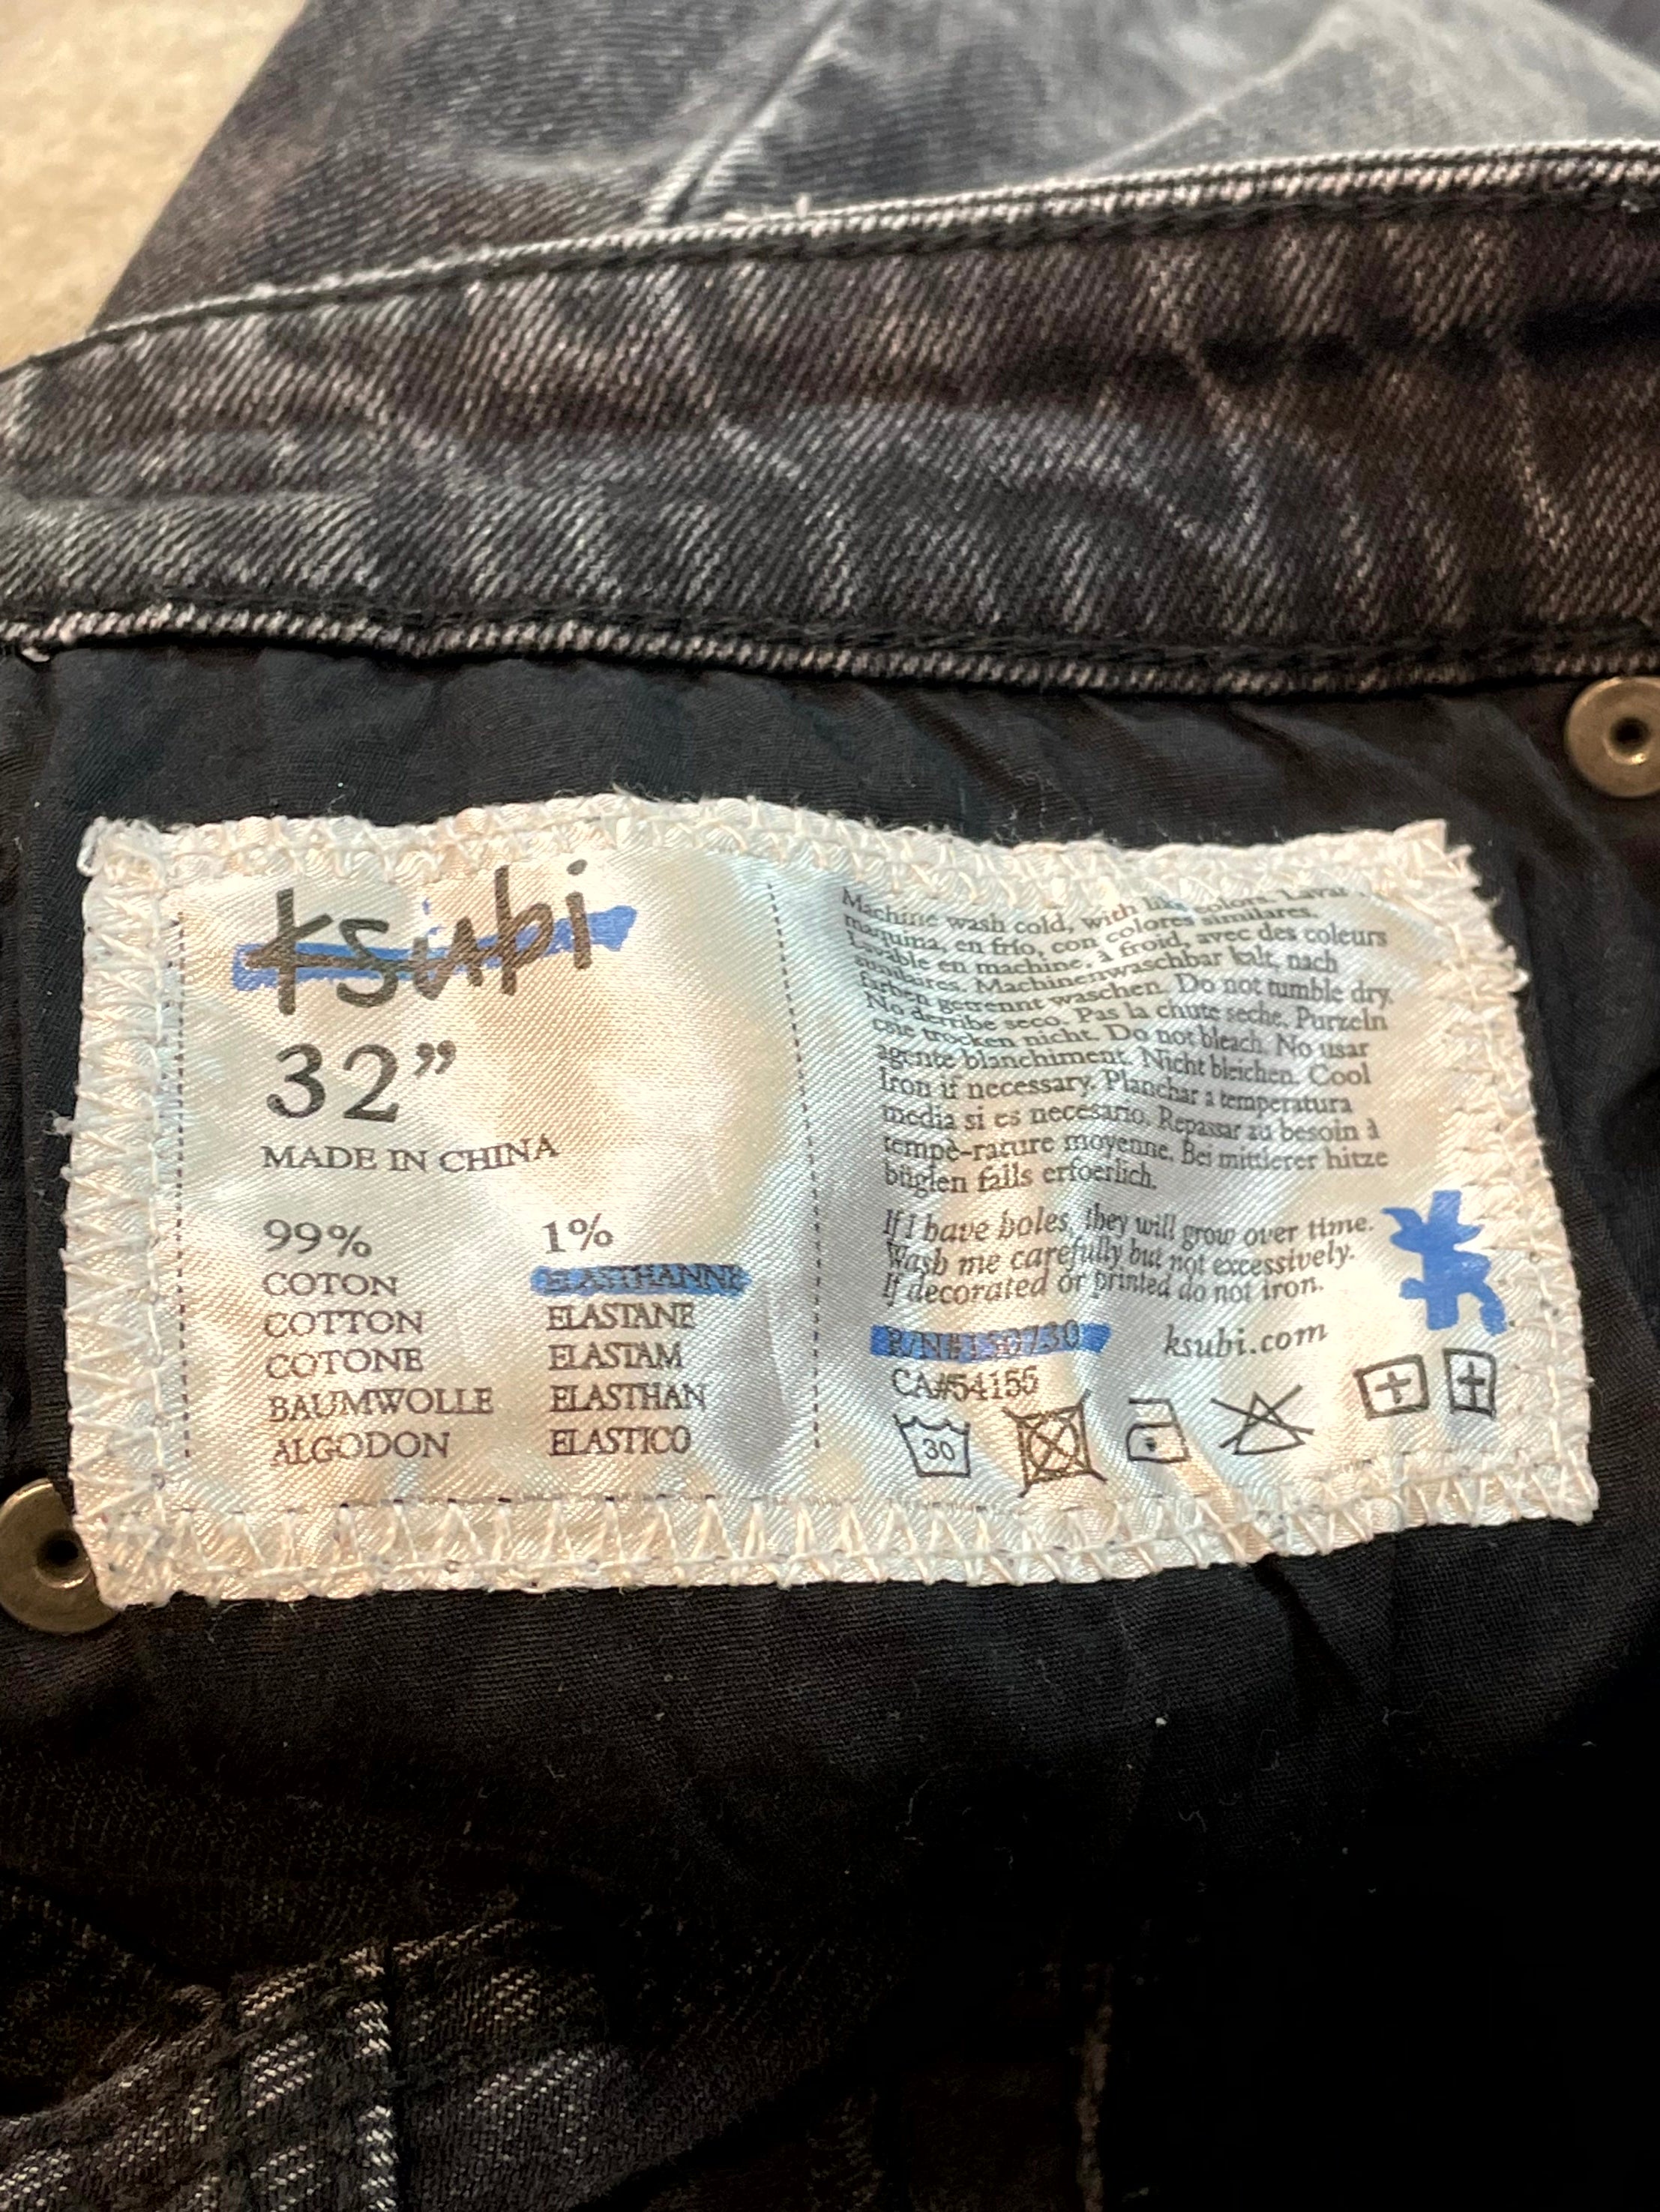 ksubi
32”
MADE IN CHINA
99%
COTON
COTTON
COTONE
BAUMWOLLE
ALGODON
1%
ELASTHANNE
ELASTANE
ELASTAM
ELASTHAN
ELASTICO
Machine wash cold, with like colors. Lavar
maquina, en frío, con colores similares.
Lavable en machine, à froid, avec des coleurs
similares. Machinenwaschbar kalt, nach
farben getrennt waschen. Do not tumble dry.
No derribe seco. Pas la chute seche. Purzeln
trocken nicht. Do not bleach. No usar
agente blanchiment. Nicht bleichen. Cool
Iron if necessary. Planchar a temperatura
media si es necesario. Repassar au besoin à
tempè-rature moyenne. Bei mittlerer hitze
büglen falls erfoerlich.
If I have holes, they will grow over time.
Wash me carefully but not excessively.
If decorated or printed do not iron.
ksubi.com
CA#54155
30